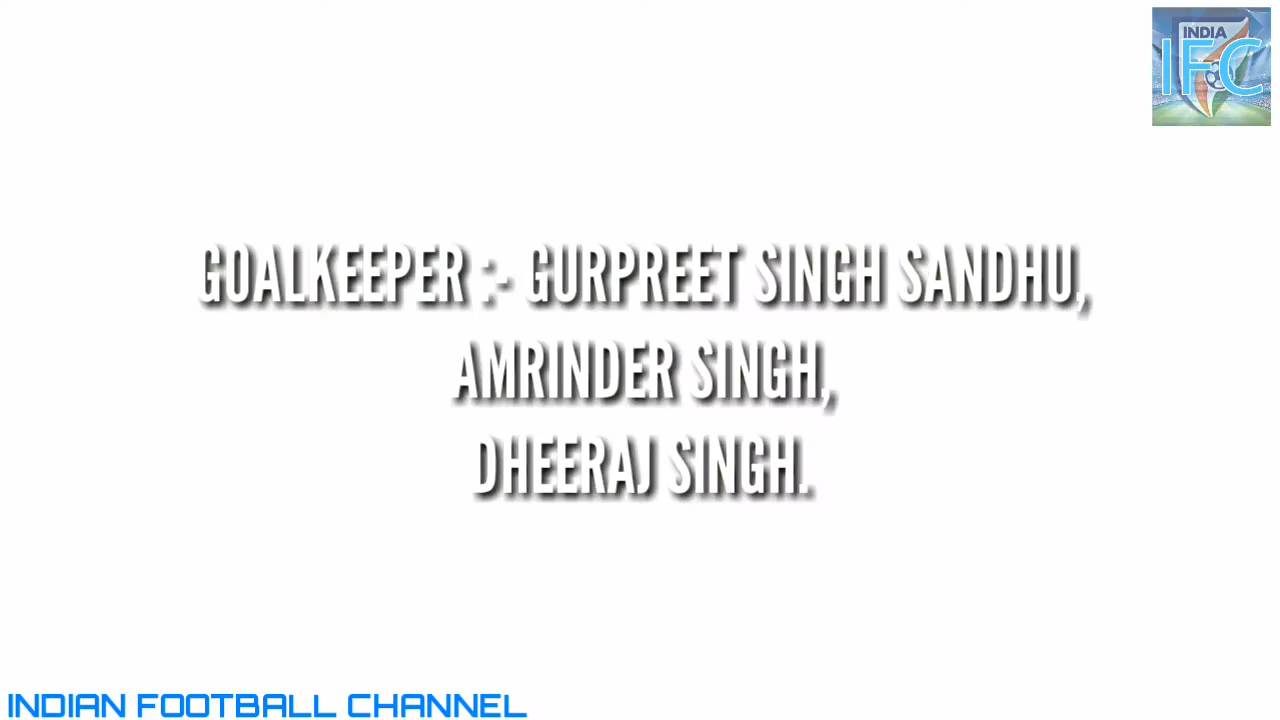 INDIA
IFC
GOALKEEPER :- GURPREET SINGH SANDHU,
AMRINDER SINGH,
DHEERAJ SINGH.
INDIAN FOOTBALL CHANNEL